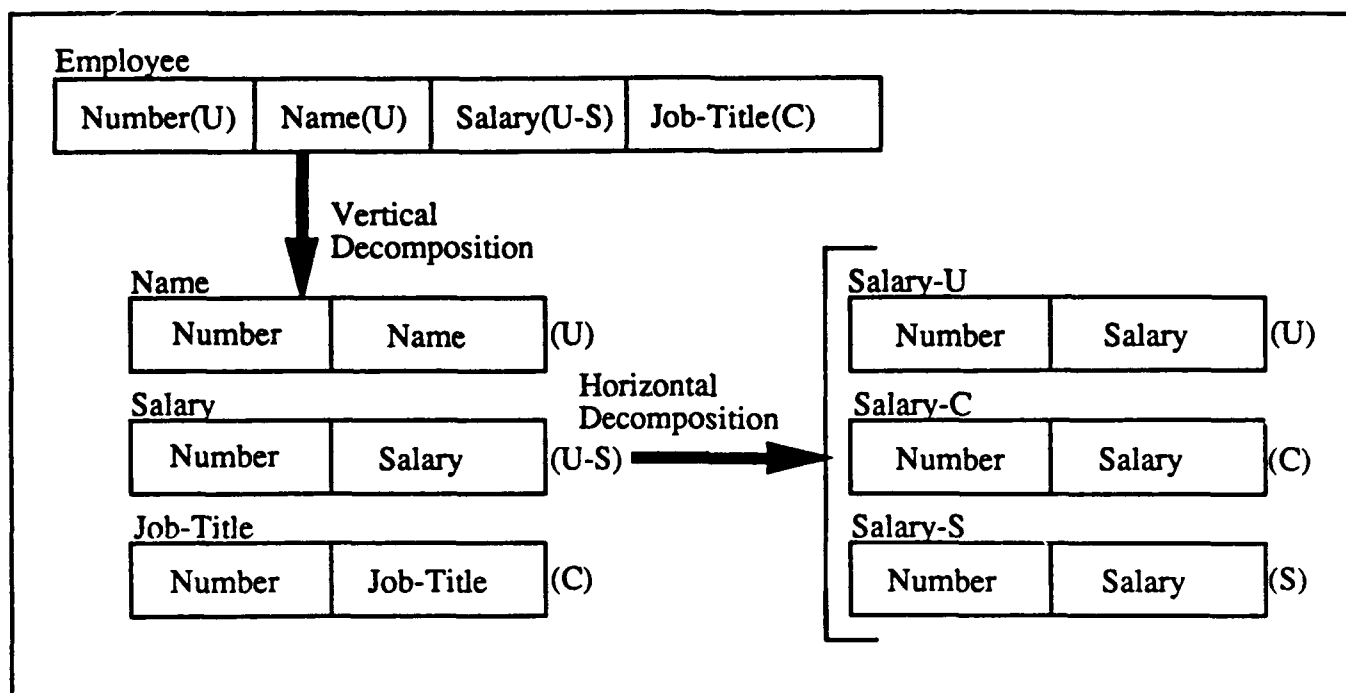 Employee
Number(U) Name(U) Salary(U-S) Job-Title(C)
Vertical
Decomposition
Name
Number Name (U)
Salary
Number Salary (U-S)
Job-Title
Number Job-Title (C)
Horizontal
Decomposition
Salary-U
Number Salary (U)
Salary-C
Number Salary (C)
Salary-S
Number Salary (S)